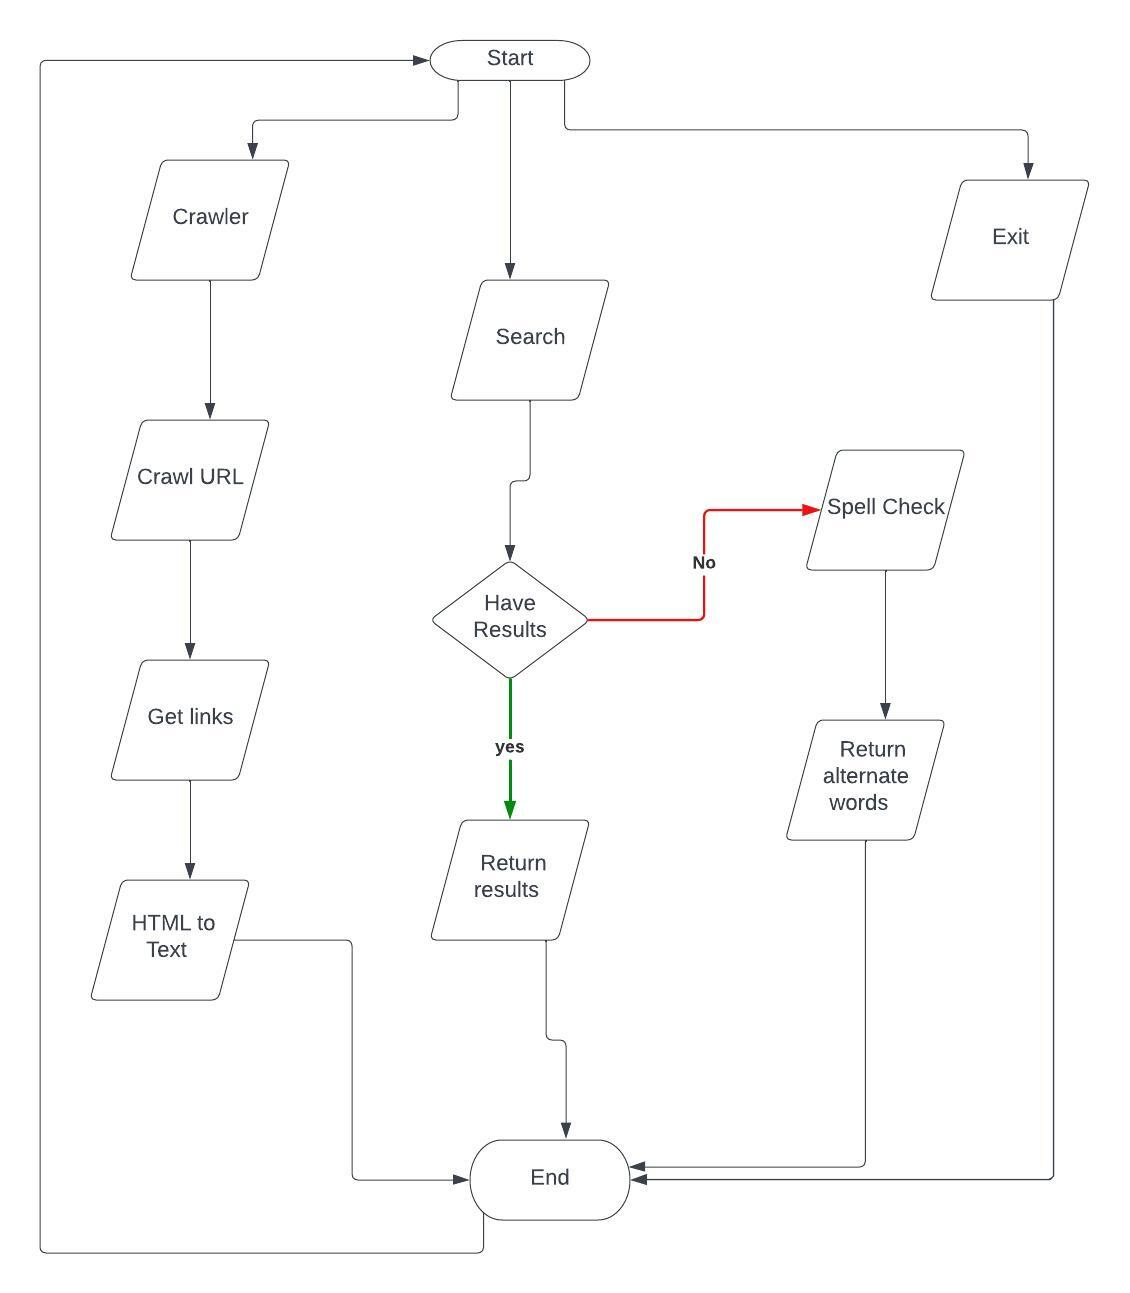 Start
Crawler
Exit
Search
Crawl URL
Spell Check
No
Have
Results
Get links
yes
Return
alternate
words
Return
results
HTML to
Text
End